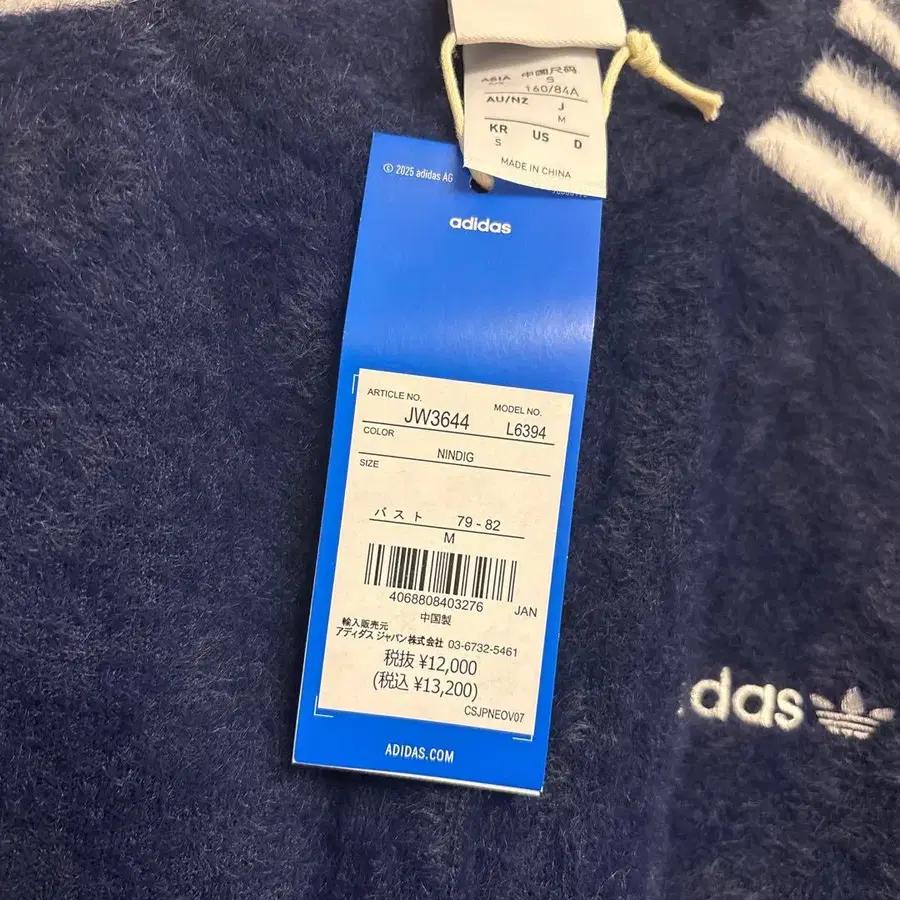 ASIA 中国尺码
S
160/84A
AU/NZ J
M
KR US D
S
MADE IN CHINA
© 2025 adidas AG
adidas
ARTICLE NO. MODEL NO.
JW3644 L6394
COLOR
NINDIG
SIZE
バスト 79 - 82
M
4068808403276 JAN
中国製
輸入販売元
アディダス ジャパン株式会社 03-6732-5461
税抜 ¥12,000
(税込 ¥13,200)
CSJPNEOV07
ADIDAS.COM
das